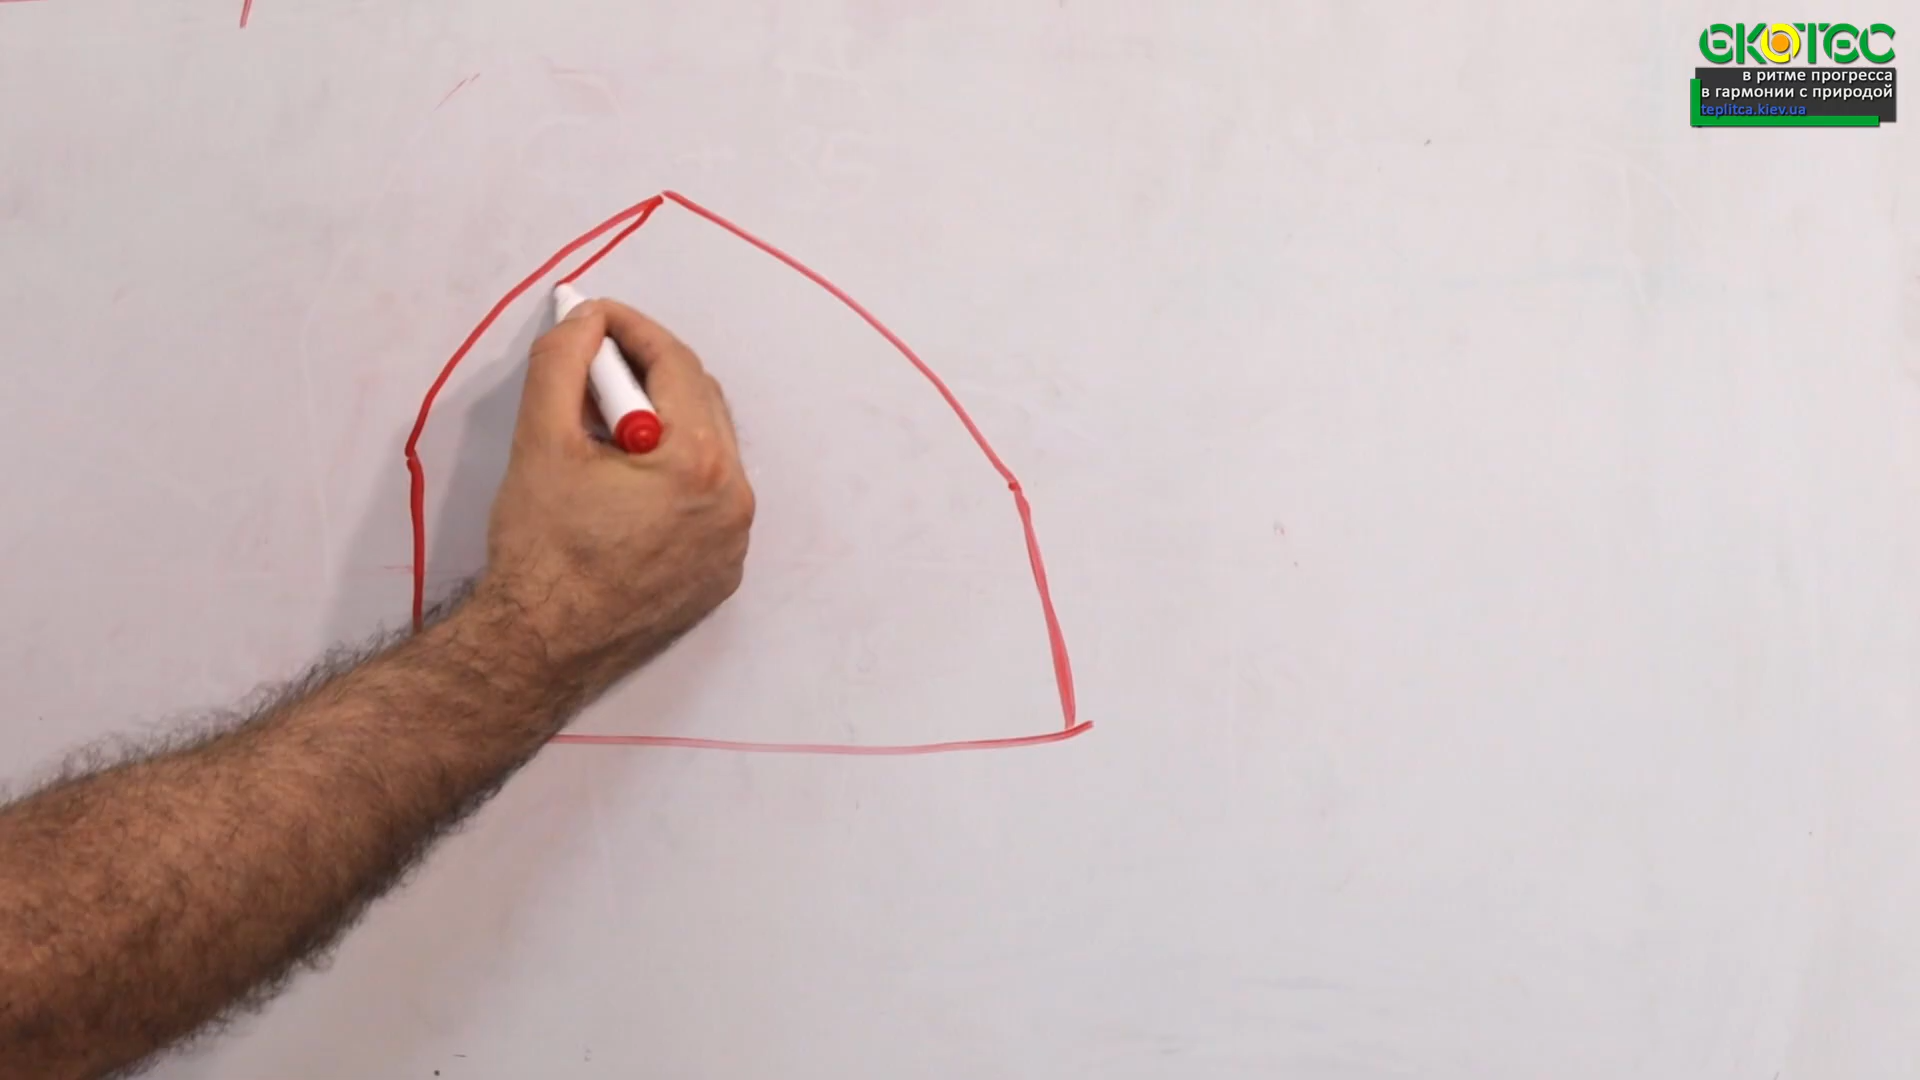 ЕКОТЕС
в ритме прогресса
в гармонии с природой
teplitca.kiev.ua